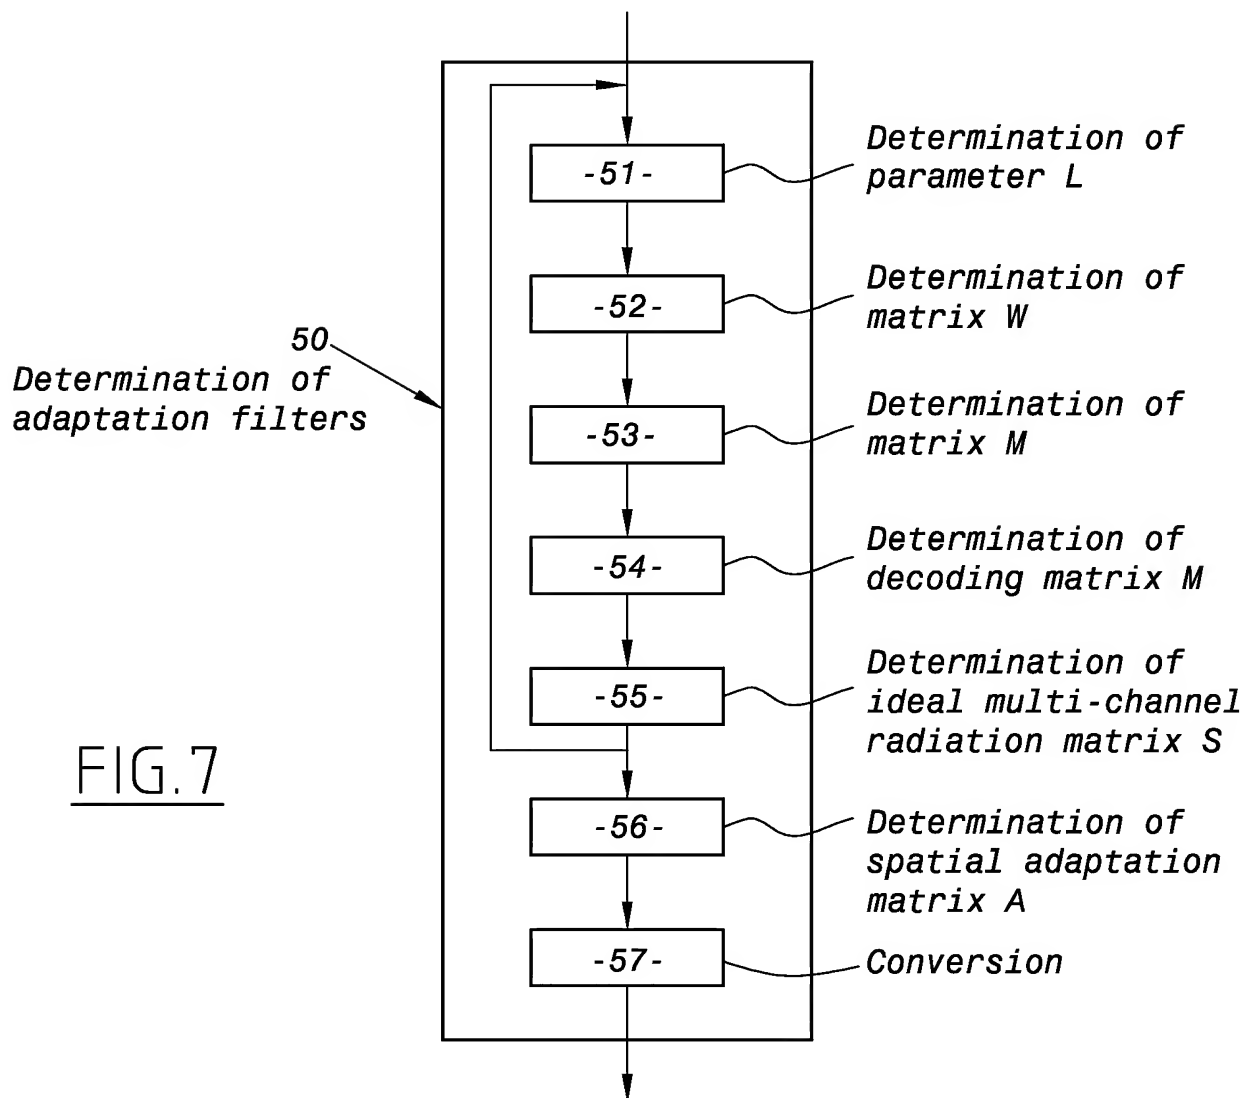 -51-
Determination of
parameter L
-52-
Determination of
matrix W
50
Determination of
adaptation filters
-53-
Determination of
matrix M
-54-
Determination of
decoding matrix M
-55-
Determination of
ideal multi-channel
radiation matrix S
FIG.7
-56-
Determination of
spatial adaptation
matrix A
-57-
Conversion